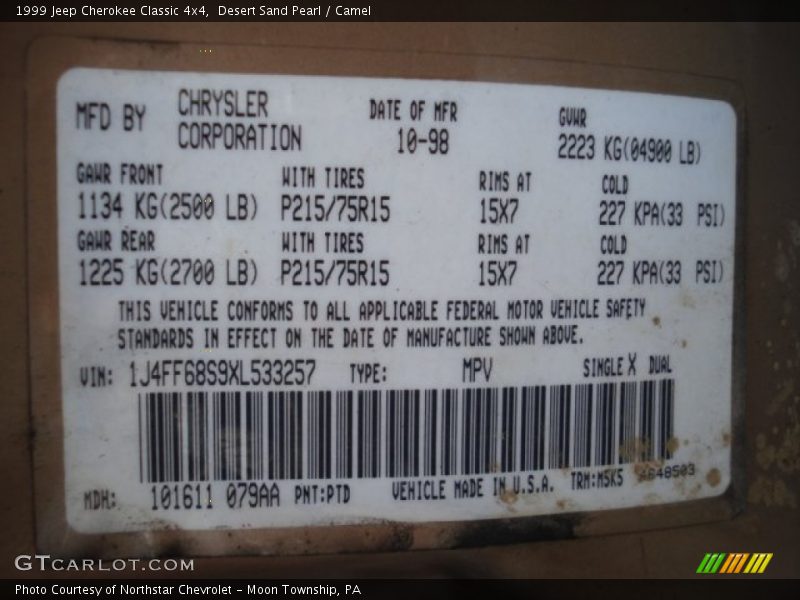 1999 Jeep Cherokee Classic 4x4, Desert Sand Pearl / Camel
MFD BY CHRYSLER CORPORATION
DATE OF MFR 10-98
GVWR 2223 KG(04900 LB)
GAWR FRONT WITH TIRES RIMS AT COLD
1134 KG(2500 LB) P215/75R15 15X7 227 KPA(33 PSI)
GAWR REAR WITH TIRES RIMS AT COLD
1225 KG(2700 LB) P215/75R15 15X7 227 KPA(33 PSI)
THIS VEHICLE CONFORMS TO ALL APPLICABLE FEDERAL MOTOR VEHICLE SAFETY
STANDARDS IN EFFECT ON THE DATE OF MANUFACTURE SHOWN ABOVE.
VIN: 1J4FF68S9XL533257 TYPE: MPV SINGLE X DUAL
MDH: 101611 079AA PNT:PTD VEHICLE MADE IN U.S.A. TRM:M5K5 4648503
GTCARLOT.COM
Photo Courtesy of Northstar Chevrolet - Moon Township, PA